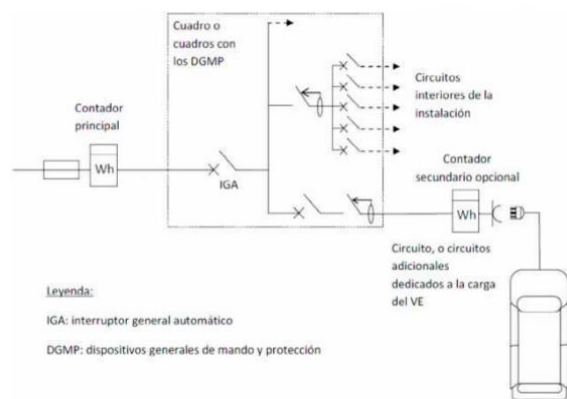 Cuadro o
cuadros con
los DGMP
Contador
principal
Wh
IGA
Circuitos
interiores de la
instalación
Contador
secundario opcional
Wh
Circuito, o circuitos
adicionales
dedicados a la carga
del VE
Leyenda:
IGA: interruptor general automático
DGMP: dispositivos generales de mando y protección